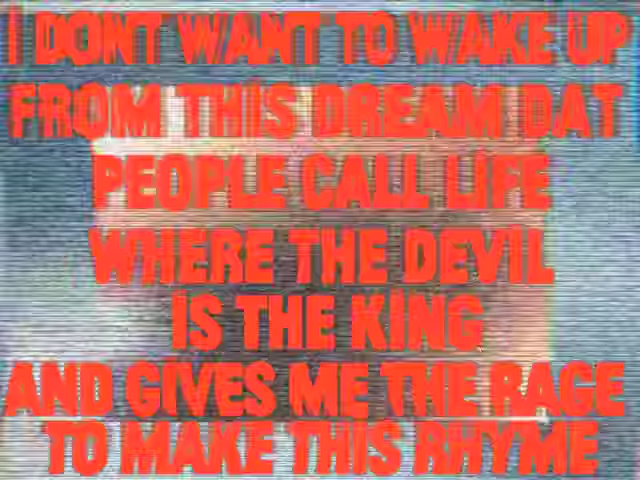 I DONT WANT TO WAKE UP
FROM THIS DREAM DAT
PEOPLE CALL LIFE
WHERE THE DEVIL
IS THE KING
AND GIVES ME THE RAGE
TO MAKE THIS RHYME